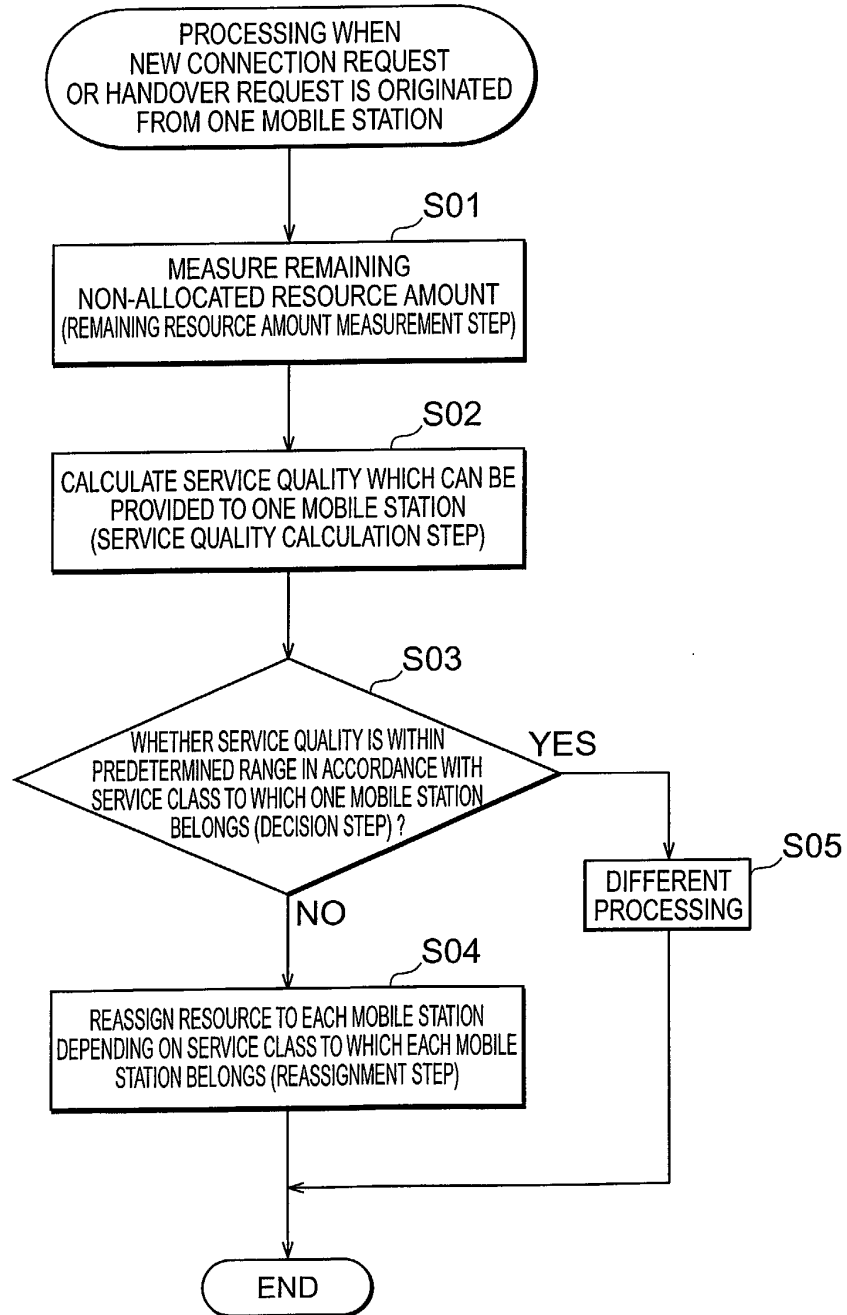 PROCESSING WHEN
NEW CONNECTION REQUEST
OR HANDOVER REQUEST IS ORIGINATED
FROM ONE MOBILE STATION
S01
MEASURE REMAINING
NON-ALLOCATED RESOURCE AMOUNT
(REMAINING RESOURCE AMOUNT MEASUREMENT STEP)
S02
CALCULATE SERVICE QUALITY WHICH CAN BE
PROVIDED TO ONE MOBILE STATION
(SERVICE QUALITY CALCULATION STEP)
S03
WHETHER SERVICE QUALITY IS WITHIN
PREDETERMINED RANGE IN ACCORDANCE WITH
SERVICE CLASS TO WHICH ONE MOBILE STATION
BELONGS (DECISION STEP) ?
YES
S05
DIFFERENT
PROCESSING
NO
S04
REASSIGN RESOURCE TO EACH MOBILE STATION
DEPENDING ON SERVICE CLASS TO WHICH EACH MOBILE
STATION BELONGS (REASSIGNMENT STEP)
END